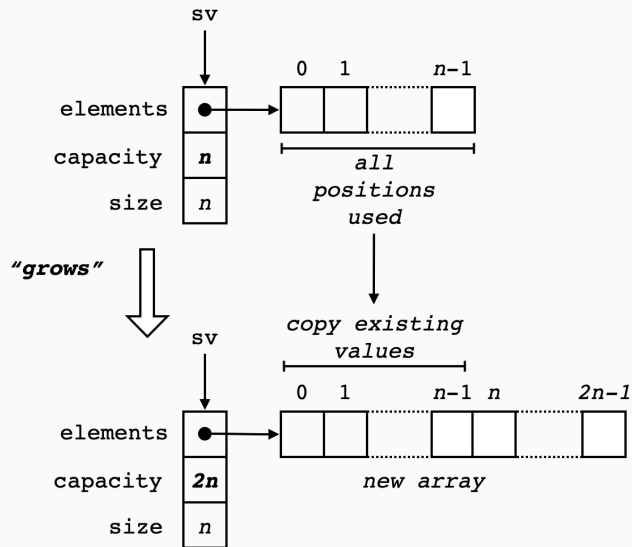 sv
0 1 n-1
elements
capacity n
size n
all
positions
used
“grows”
copy existing
values
sv
0 1 n-1 n 2n-1
elements
capacity 2n
new array
size n